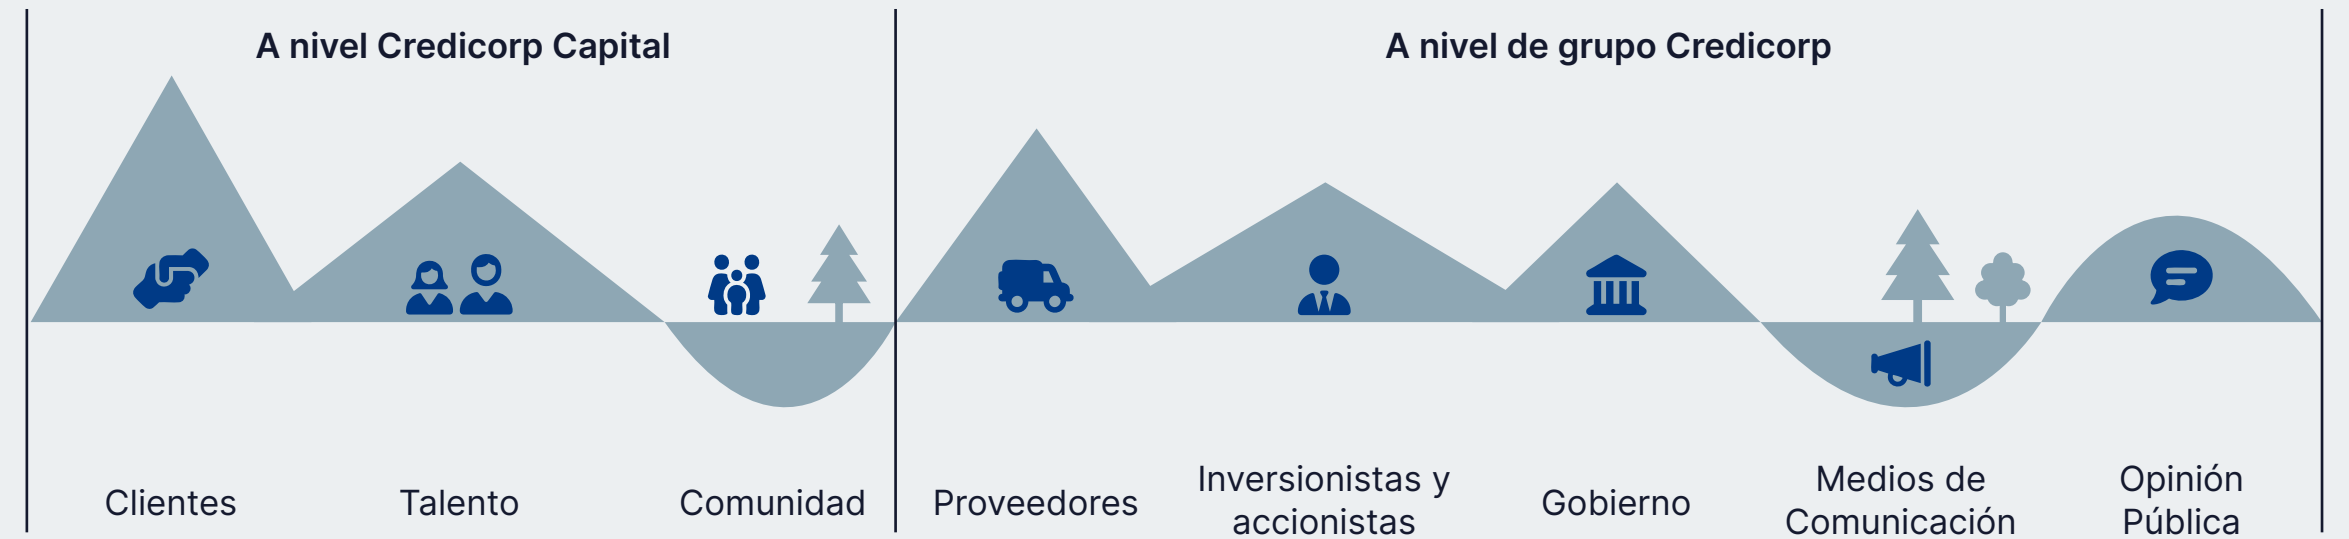 A nivel Credicorp Capital
A nivel de grupo Credicorp
Clientes
Talento
Comunidad
Proveedores
Inversionistas y
accionistas
Gobierno
Medios de
Comunicación
Opinión
Pública